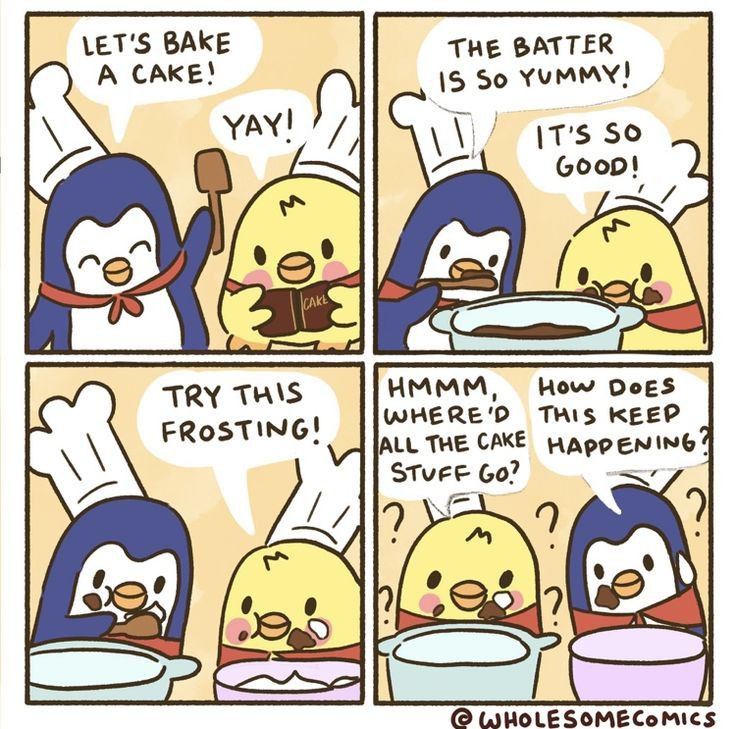 LET'S BAKE
A CAKE!
YAY!
CAKE
THE BATTER
IS SO YUMMY!
IT'S SO
GOOD!
TRY THIS
FROSTING!
HMMM,
WHERE'D
ALL THE CAKE
STUFF GO?
HOW DOES
THIS KEEP
HAPPENING?
?
?
?
?
?
@WHOLESOMECOMICS